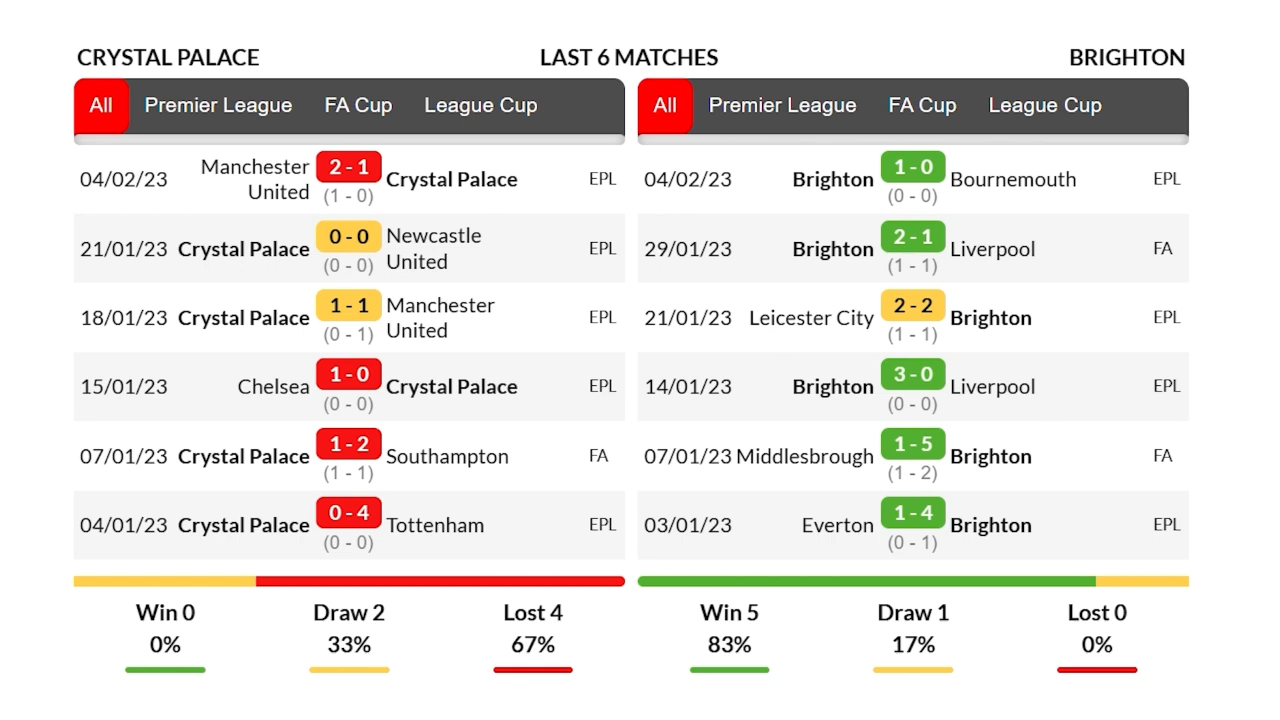 CRYSTAL PALACE LAST 6 MATCHES BRIGHTON
All Premier League FA Cup League Cup
04/02/23 Manchester United 2 - 1 (1 - 0) Crystal Palace EPL
21/01/23 Crystal Palace 0 - 0 (0 - 0) Newcastle United EPL
18/01/23 Crystal Palace 1 - 1 (0 - 1) Manchester United EPL
15/01/23 Chelsea 1 - 0 (0 - 0) Crystal Palace EPL
07/01/23 Crystal Palace 1 - 2 (1 - 1) Southampton FA
04/01/23 Crystal Palace 0 - 4 (0 - 0) Tottenham EPL
Win 0 Draw 2 Lost 4
0% 33% 67%
All Premier League FA Cup League Cup
04/02/23 Brighton 1 - 0 (0 - 0) Bournemouth EPL
29/01/23 Brighton 2 - 1 (1 - 1) Liverpool FA
21/01/23 Leicester City 2 - 2 (1 - 1) Brighton EPL
14/01/23 Brighton 3 - 0 (0 - 0) Liverpool EPL
07/01/23 Middlesbrough 1 - 5 (1 - 2) Brighton FA
03/01/23 Everton 1 - 4 (0 - 1) Brighton EPL
Win 5 Draw 1 Lost 0
83% 17% 0%